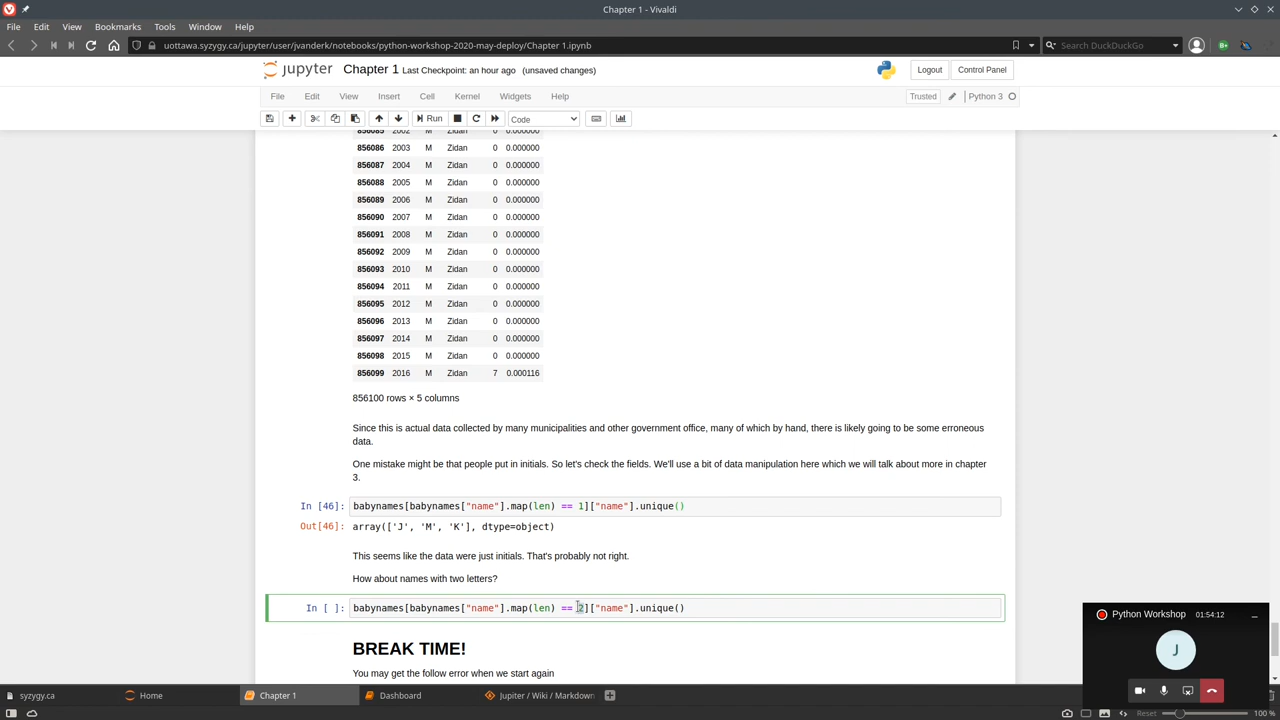 Chapter 1 - Vivaldi
File Edit View Bookmarks Tools Window Help
uottawa.syzygy.ca/jupyter/user/jvanderk/notebooks/python-workshop-2020-may-deploy/Chapter 1.ipynb
Search DuckDuckGo
jupyter Chapter 1 Last Checkpoint: an hour ago (unsaved changes)
Logout Control Panel
File Edit View Insert Cell Kernel Widgets Help
Trusted Python 3
Run Code
856085 2002 M Zidan 0 0.000000
856086 2003 M Zidan 0 0.000000
856087 2004 M Zidan 0 0.000000
856088 2005 M Zidan 0 0.000000
856089 2006 M Zidan 0 0.000000
856090 2007 M Zidan 0 0.000000
856091 2008 M Zidan 0 0.000000
856092 2009 M Zidan 0 0.000000
856093 2010 M Zidan 0 0.000000
856094 2011 M Zidan 0 0.000000
856095 2012 M Zidan 0 0.000000
856096 2013 M Zidan 0 0.000000
856097 2014 M Zidan 0 0.000000
856098 2015 M Zidan 0 0.000000
856099 2016 M Zidan 7 0.000116
856100 rows × 5 columns
Since this is actual data collected by many municipalities and other government office, many of which by hand, there is likely going to be some erroneous
data.
One mistake might be that people put in initials. So let's check the fields. We'll use a bit of data manipulation here which we will talk about more in chapter
3.
In [46]: babynames[babynames["name"].map(len) == 1]["name"].unique()
Out[46]: array(['J', 'M', 'K'], dtype=object)
This seems like the data were just initials. That's probably not right.
How about names with two letters?
In [ ]: babynames[babynames["name"].map(len) == 2]["name"].unique()
BREAK TIME!
You may get the follow error when we start again
Python Workshop 01:54:12
J
syzygy.ca Home Chapter 1 Dashboard Jupiter / Wiki / Markdown
Reset 100 %